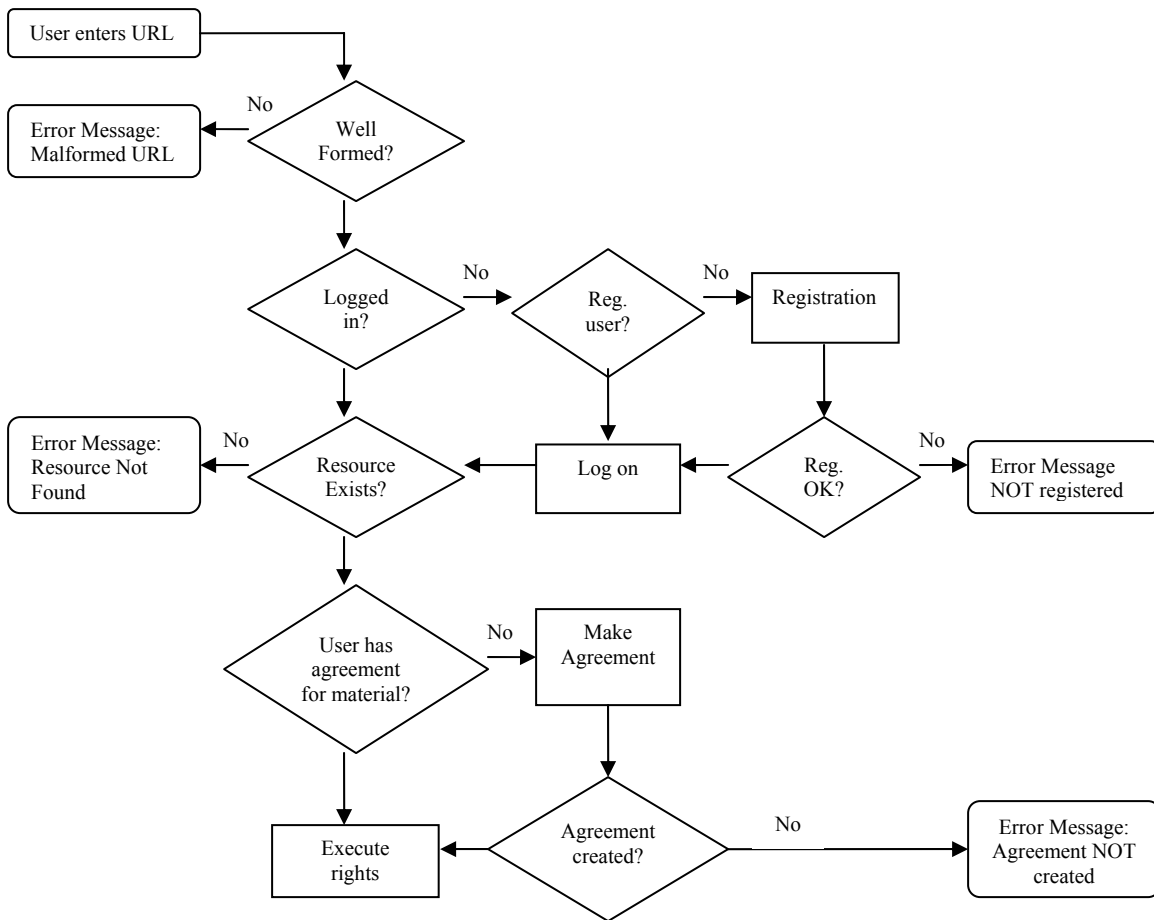 User enters URL
No
Error Message:
Malformed URL
Well
Formed?
No
No
Logged
in?
Reg.
user?
Registration
Error Message:
Resource Not
Found
No
Resource
Exists?
Log on
Reg.
OK?
No
Error Message
NOT registered
User has
agreement
for material?
No
Make
Agreement
Execute
rights
Agreement
created?
No
Error Message:
Agreement NOT
created